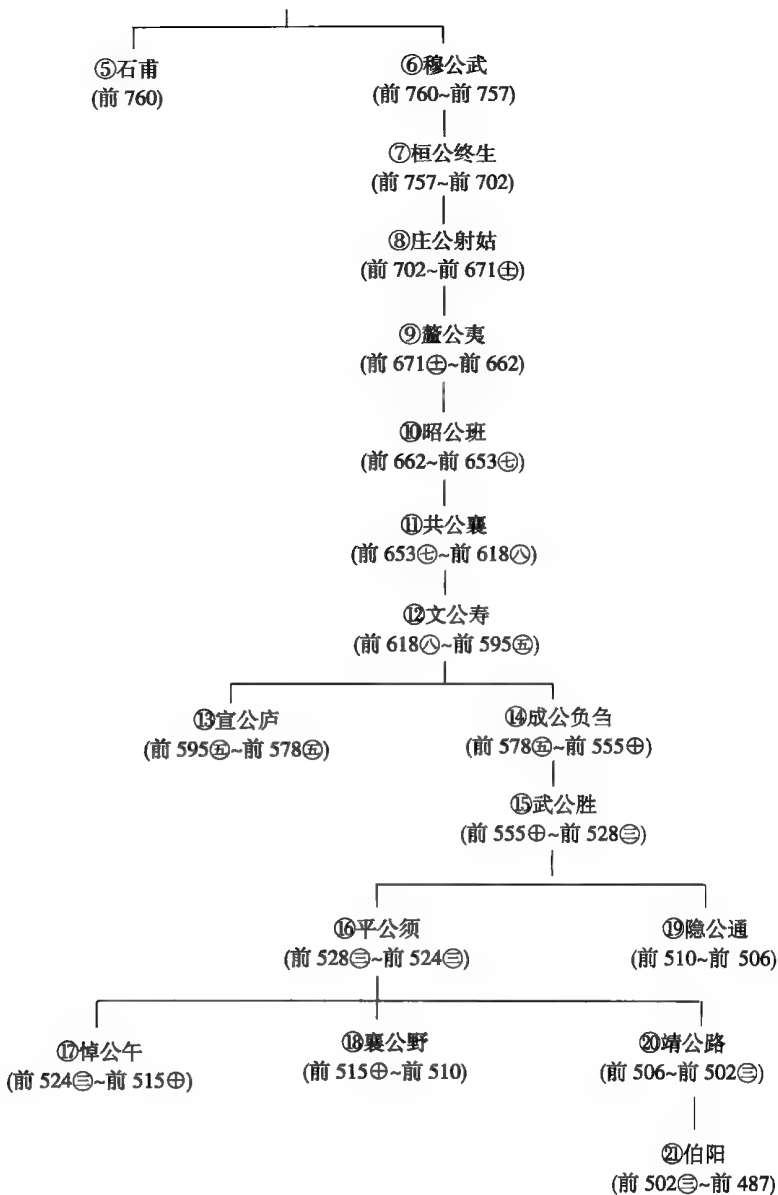 ⑤石甫
(前 760)
⑥穆公武
(前 760~前 757)
⑦桓公终生
(前 757~前 702)
⑧庄公射姑
(前 702~前 671㊏)
⑨釐公夷
(前 671㊏~前 662)
⑩昭公班
(前 662~前 653㊆)
⑪共公襄
(前 653㊆~前 618㊇)
⑫文公寿
(前 618㊇~前 595㊄)
⑬宣公庐
(前 595㊄~前 578㊄)
⑭成公负刍
(前 578㊄~前 555㊉)
⑮武公胜
(前 555㊉~前 528㊂)
⑯平公须
(前 528㊂~前 524㊂)
⑲隐公通
(前 510~前 506)
⑰悼公午
(前 524㊂~前 515㊉)
⑱襄公野
(前 515㊉~前 510)
⑳靖公路
(前 506~前 502㊂)
㉑伯阳
(前 502㊂~前 487)